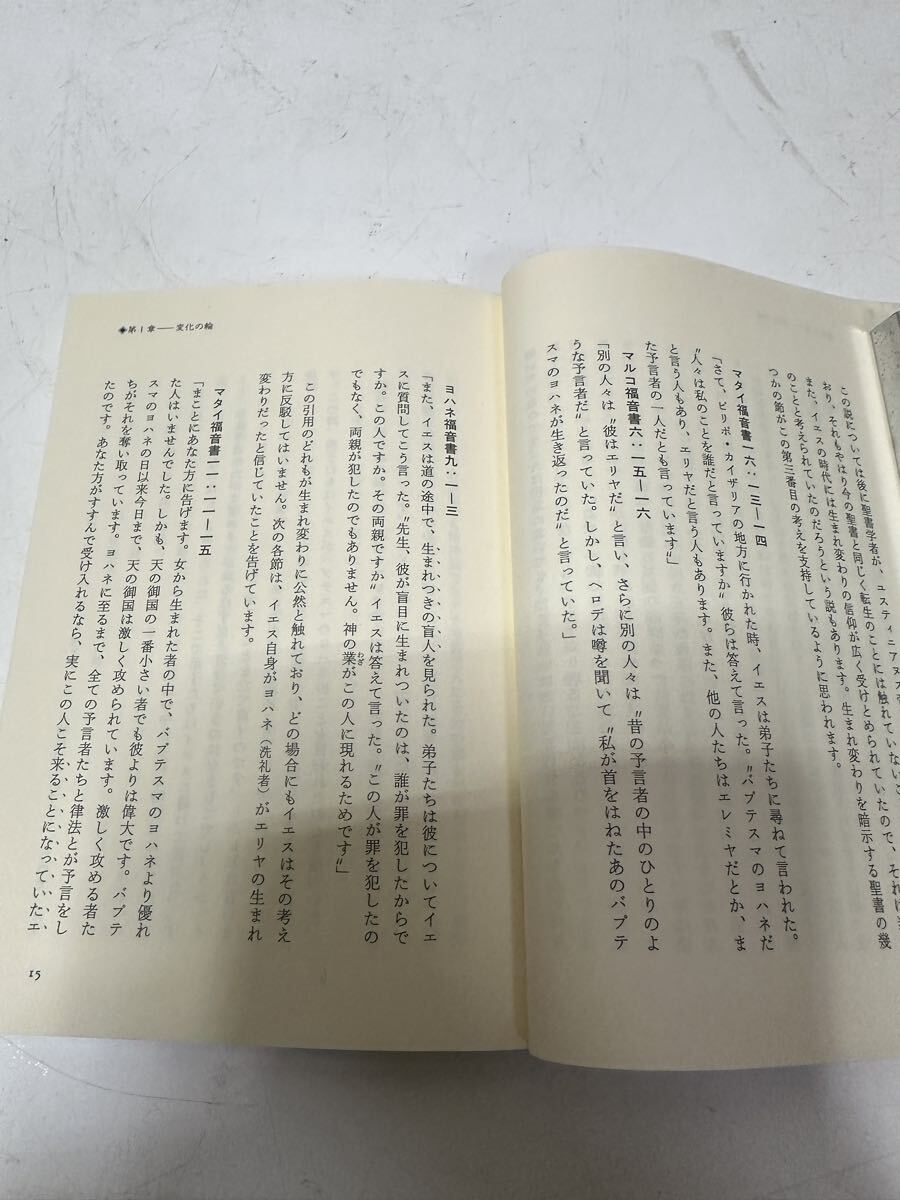 この説については後に聖書学者が、ユスティニアヌス
おり、それもやはり今の聖書と同じく転生のことには触れていない
また、イエスの時代には生まれ変わりの信仰が広く受けとめられていたので、それは
のことと考えられていたのだろうという説もあります。生まれ変わりを暗示する聖書の幾
つかの節がこの第三番目の考えを支持しているように思われます。
マタイ福音書一六：一三—一四
「さて、ピリポ・カイザリアの地方に行かれた時、イエスは弟子たちに尋ねて言われた。
〝人々は私のことを誰だと言っていますか〟彼らは答えて言った。〝バプテスマのヨハネだ
と言う人もあり、エリヤだと言う人もあります。また、他の人たちはエレミヤだとか、ま
た予言者の一人だとも言っています」
マルコ福音書六：一五—一六
「別の人々は〝彼はエリヤだ〟と言い、さらに別の人々は〝昔の予言者の中のひとりのよ
うな予言者だ〟と言っていた。しかし、ヘロデは噂を聞いて〝私が首をはねたあのバプテ
スマのヨハネが生き返ったのだ〟と言っていた。」
◆第Ⅰ章——変化の輪
ヨハネ福音書九：一—三
「また、イエスは道の途中で、生まれつきの盲人を見られた。弟子たちは彼についてイエ
スに質問してこう言った。〝先生、彼が盲目に生まれついたのは、誰が罪を犯したからで
すか。この人ですか。その両親ですか〟イエスは答えて言った。〝この人が罪を犯したの
でもなく、両親が犯したのでもありません。神の業がこの人に現れるためです〟」
わざ
この引用のどれもが生まれ変わりに公然と触れており、どの場合にもイエスはその考え
方に反駁してはいません。次の各節は、イエス自身がヨハネ（洗礼者）がエリヤの生まれ
変わりだったと信じていたことを告げています。
マタイ福音書一一：一一—一五
「まことにあなた方に告げます。女から生まれた者の中で、バプテスマのヨハネより優れ
た人はいませんでした。しかも、天の御国の一番小さい者でも彼よりは偉大です。バプテ
スマのヨハネの日以来今日まで、天の御国は激しく攻められています。激しく攻める者た
ちがそれを奪い取っています。ヨハネに至るまで、全ての予言者たちと律法とが予言をし
たのです。あなた方がすすんで受け入れるなら、実にこの人こそ来ることになっていたエ
15